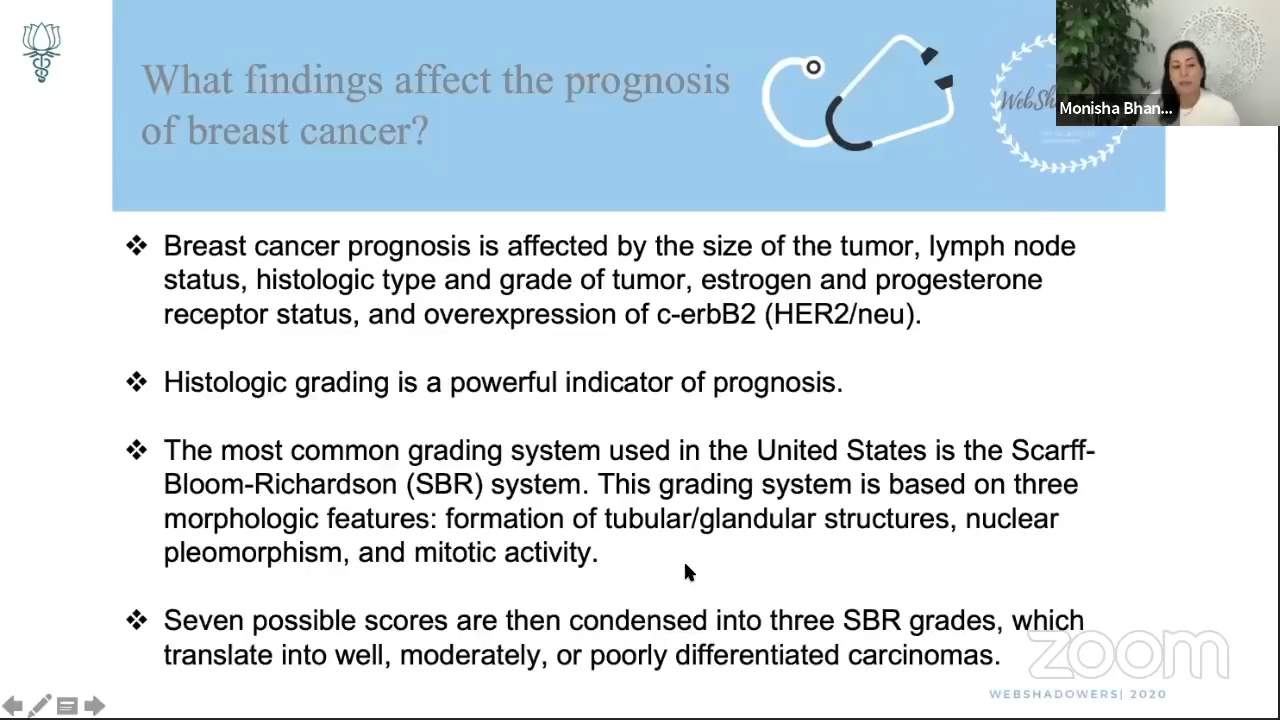 What findings affect the prognosis
of breast cancer?
WebSh
Monisha Bhan...
❖ Breast cancer prognosis is affected by the size of the tumor, lymph node
status, histologic type and grade of tumor, estrogen and progesterone
receptor status, and overexpression of c-erbB2 (HER2/neu).
❖ Histologic grading is a powerful indicator of prognosis.
❖ The most common grading system used in the United States is the Scarff-
Bloom-Richardson (SBR) system. This grading system is based on three
morphologic features: formation of tubular/glandular structures, nuclear
pleomorphism, and mitotic activity.
❖ Seven possible scores are then condensed into three SBR grades, which
translate into well, moderately, or poorly differentiated carcinomas.
zoom
WEBSHADOWERS| 2020